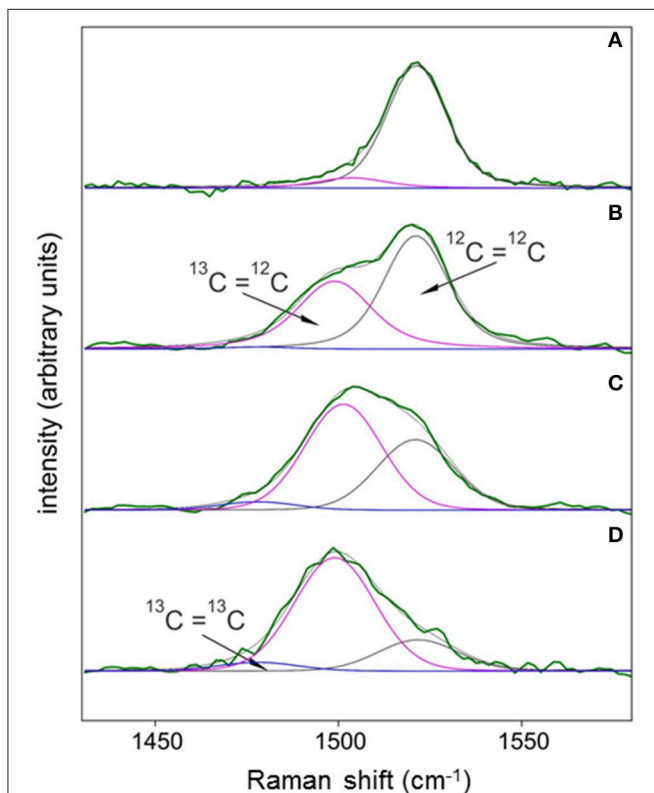 A
B
¹³C = ¹²C
¹²C = ¹²C
C
D
¹³C = ¹³C
intensity (arbitrary units)
1450 1500 1550
Raman shift (cm⁻¹)